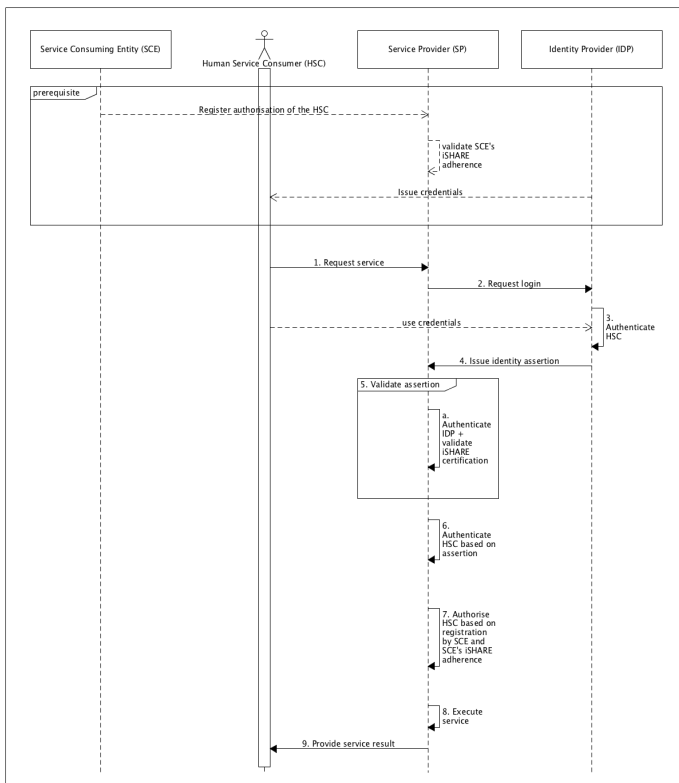 Service Consuming Entity (SCE)
Human Service Consumer (HSC)
Service Provider (SP)
Identity Provider (IDP)
prerequisite
Register authorisation of the HSC
validate SCE's
iSHARE
adherence
Issue credentials
1. Request service
2. Request login
3.
Authenticate
HSC
use credentials
4. Issue identity assertion
5. Validate assertion
a.
Authenticate
IDP +
validate
iSHARE
certification
6.
Authenticate
HSC based on
assertion
7. Authorise
HSC based on
registration
by SCE and
SCE's iSHARE
adherence
8. Execute
service
9. Provide service result